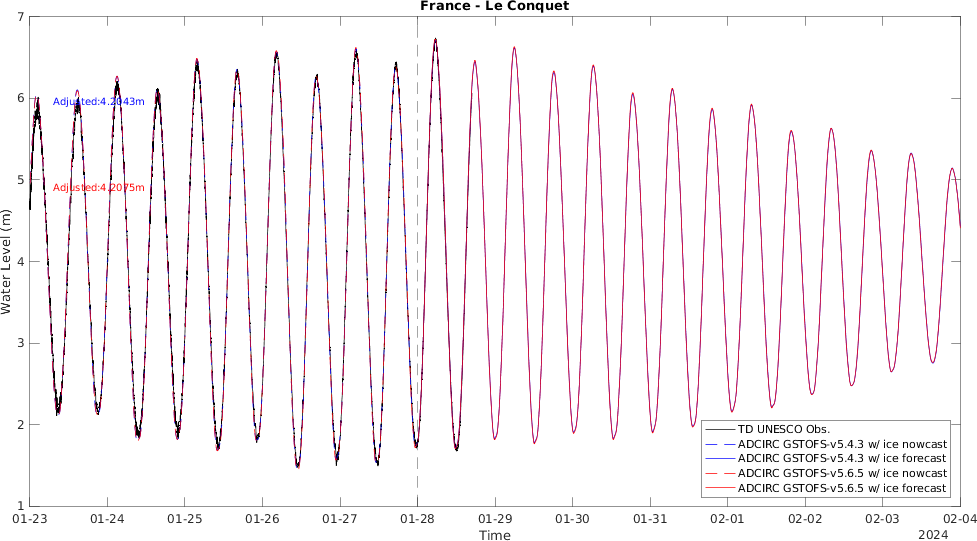 France - Le Conquet
Water Level (m)
7
6
5
4
3
2
1
Adjusted:4.2043m
Adjusted:4.2075m
TD UNESCO Obs.
ADCIRC GSTOFS-v5.4.3 w/ ice nowcast
ADCIRC GSTOFS-v5.4.3 w/ ice forecast
ADCIRC GSTOFS-v5.6.5 w/ ice nowcast
ADCIRC GSTOFS-v5.6.5 w/ ice forecast
01-23 01-24 01-25 01-26 01-27 01-28 01-29 01-30 01-31 02-01 02-02 02-03 02-04
Time
2024